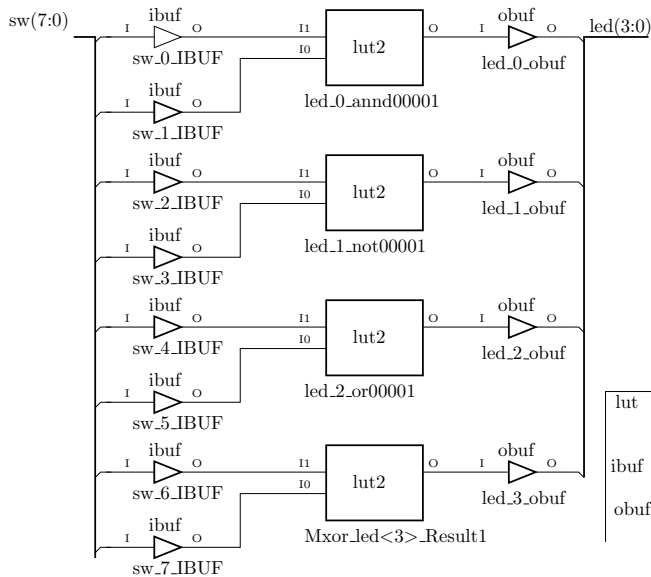 sw(7:0)
led(3:0)
ibuf
I O I1 lut2 O I obuf O
sw_0_IBUF
I0
led_0_obuf
led_0_annd00001
ibuf
I O
sw_1_IBUF
ibuf
I O I1 lut2 O I obuf O
sw_2_IBUF
I0
led_1_obuf
led_1_not00001
ibuf
I O
sw_3_IBUF
ibuf
I O I1 lut2 O I obuf O
sw_4_IBUF
I0
led_2_obuf
led_2_or00001
ibuf
I O
sw_5_IBUF
ibuf
I O I1 lut2 O I obuf O
sw_6_IBUF
I0
led_3_obuf
Mxor_led<3>_Result1
ibuf
I O
sw_7_IBUF
lut
ibuf
obuf